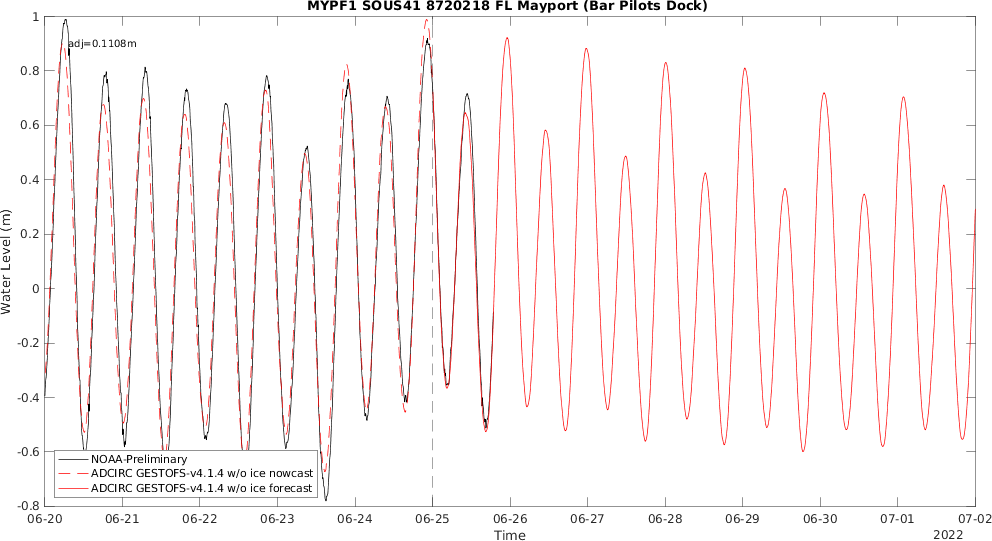 MYPF1 SOUS41 8720218 FL Mayport (Bar Pilots Dock)
adj=0.1108m
1
0.8
0.6
0.4
0.2
0
-0.2
-0.4
-0.6
-0.8
Water Level (m)
NOAA-Preliminary
ADCIRC GESTOFS-v4.1.4 w/o ice nowcast
ADCIRC GESTOFS-v4.1.4 w/o ice forecast
06-20 06-21 06-22 06-23 06-24 06-25 06-26 06-27 06-28 06-29 06-30 07-01 07-02
Time
2022